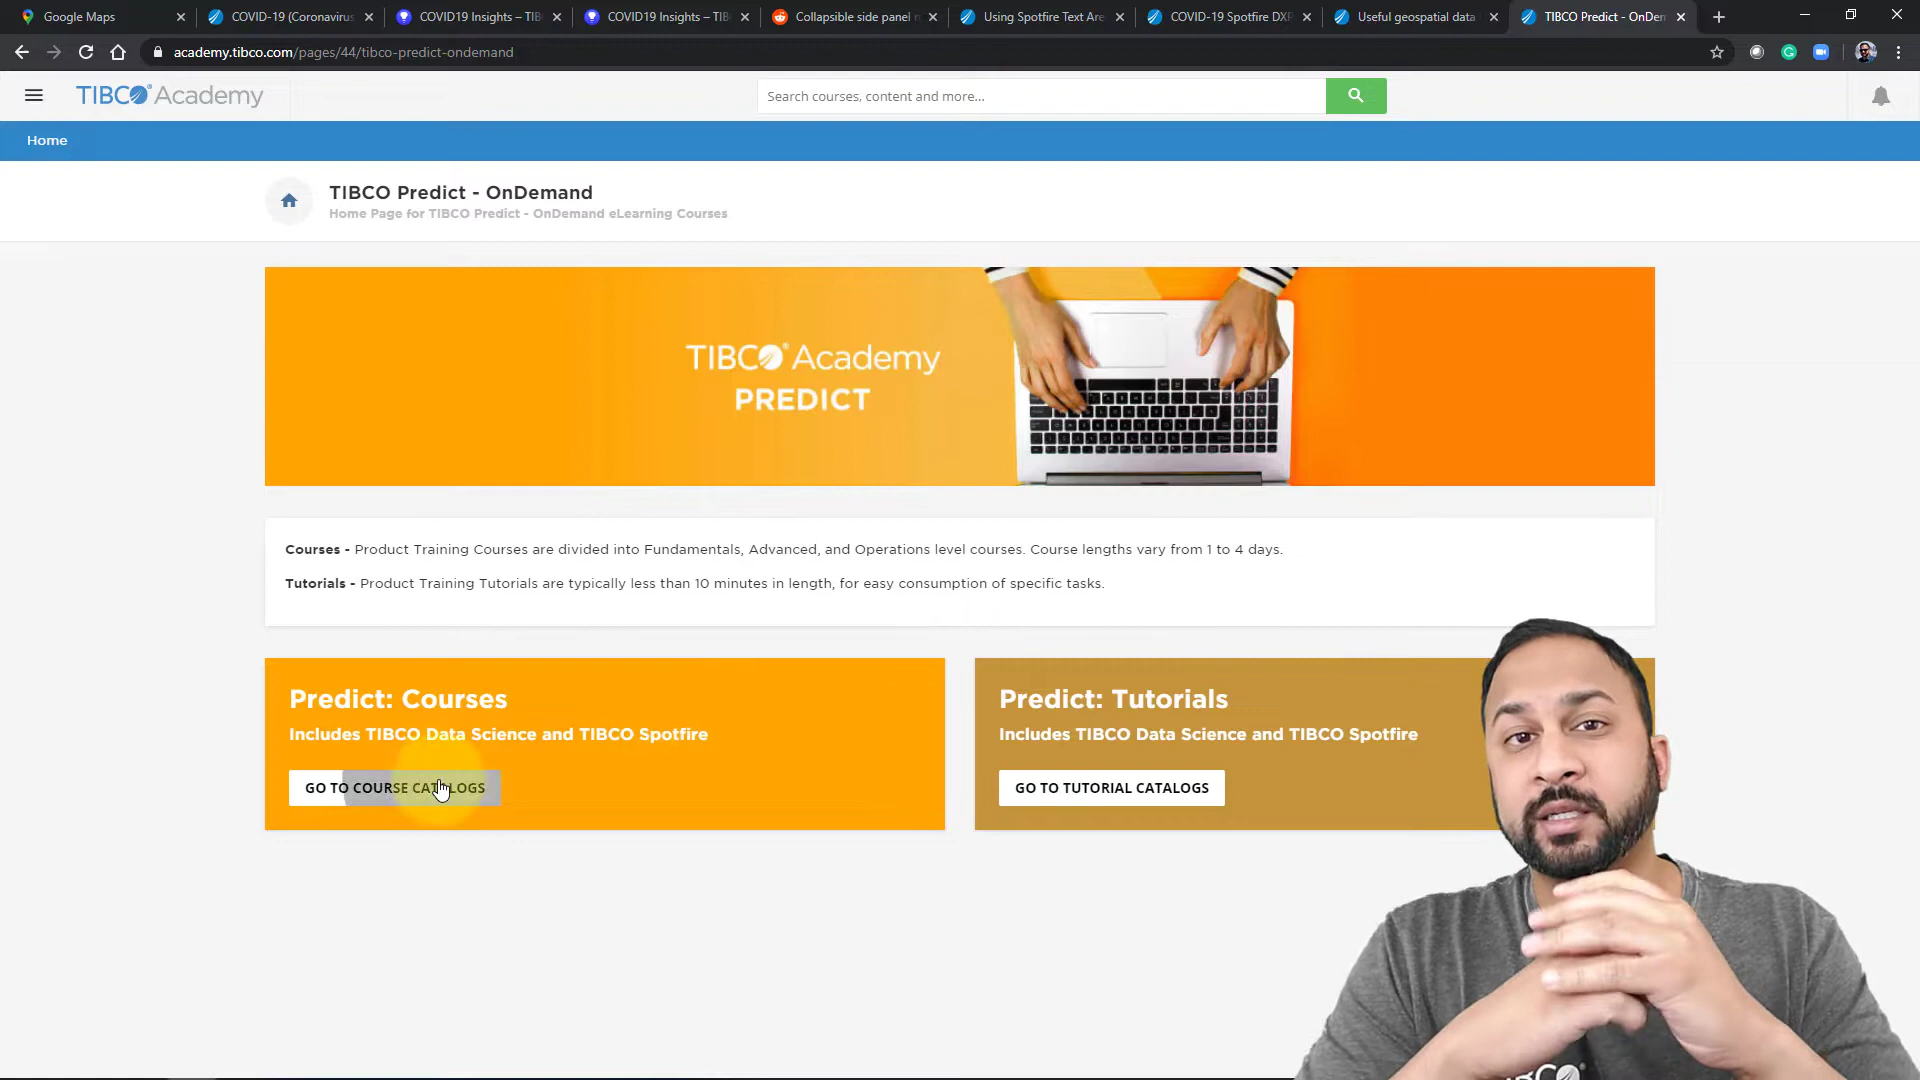 Google Maps
COVID-19 (Coronavirus
COVID19 Insights – TIB
COVID19 Insights – TIB
Collapsible side panel
Using Spotfire Text Are
COVID-19 Spotfire DXP
Useful geospatial data
TIBCO Predict - OnDem
academy.tibco.com/pages/44/tibco-predict-ondemand
TIBCO® Academy
Search courses, content and more...
Home
TIBCO Predict - OnDemand
Home Page for TIBCO Predict - OnDemand eLearning Courses
TIBCO® Academy
PREDICT
Courses - Product Training Courses are divided into Fundamentals, Advanced, and Operations level courses. Course lengths vary from 1 to 4 days.
Tutorials - Product Training Tutorials are typically less than 10 minutes in length, for easy consumption of specific tasks.
Predict: Courses
Includes TIBCO Data Science and TIBCO Spotfire
GO TO COURSE CATALOGS
Predict: Tutorials
Includes TIBCO Data Science and TIBCO Spotfire
GO TO TUTORIAL CATALOGS